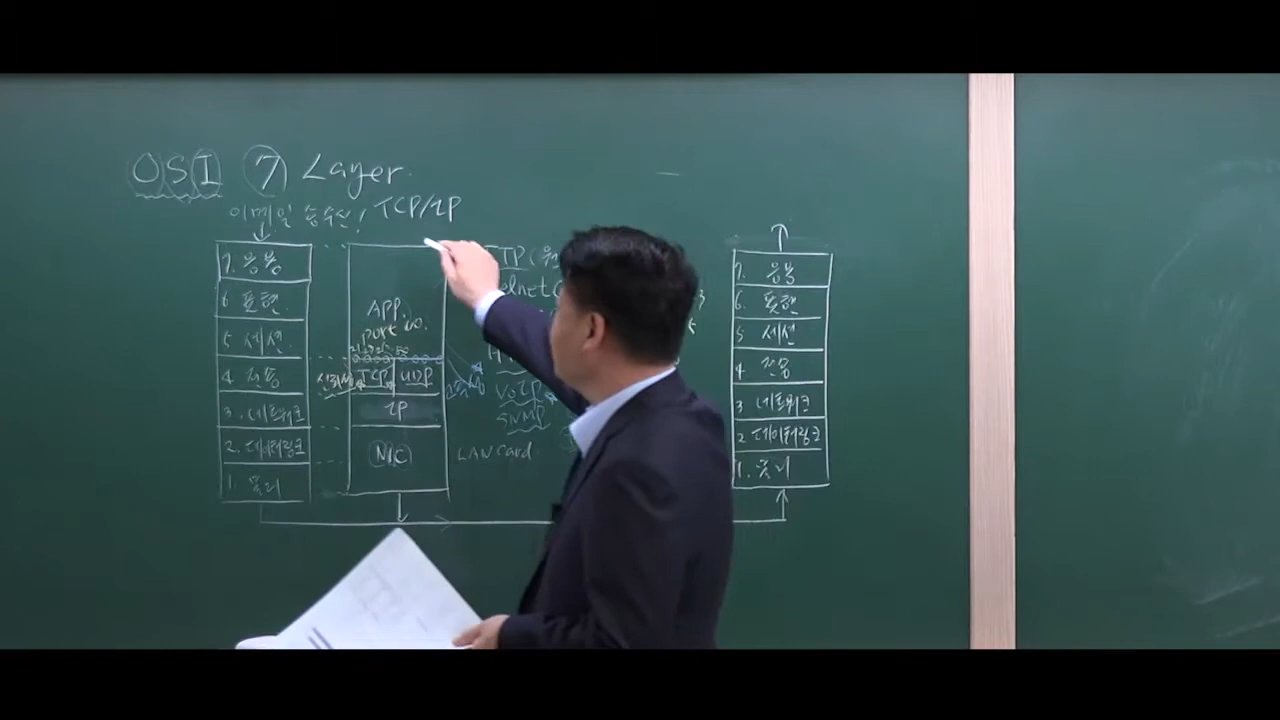 OSI 7 Layer.
이메일 송수신! TCP/IP
7. 응용
6 표현
5 세션
4 전송
3. 네트워크
2. 데이터링크
1. 물리
APP.
port no.
TCP UDP
IP
NIC
LAN card
TP(
elnet(
VoIP
SNMP
7. 응용
6. 표현
5 세션
4 전송
3 네트워크
2 데이터링크
1. 물리